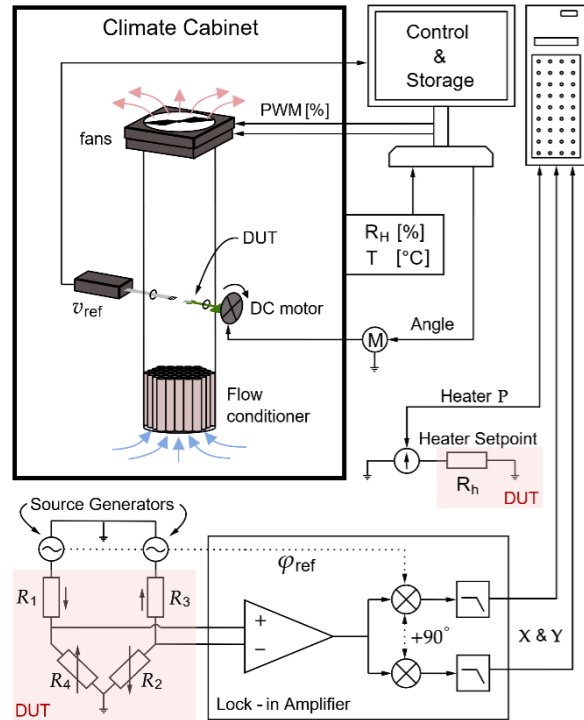 Climate Cabinet
Control
&
Storage
PWM [%]
fans
DUT
R_H [%]
T [°C]
v_ref
DC motor
M
Angle
Flow
conditioner
Heater P
Heater Setpoint
R_h
DUT
Source Generators
φ_ref
R_1
R_3
+
−
+90°
X & Y
R_4
R_2
DUT
Lock - in Amplifier